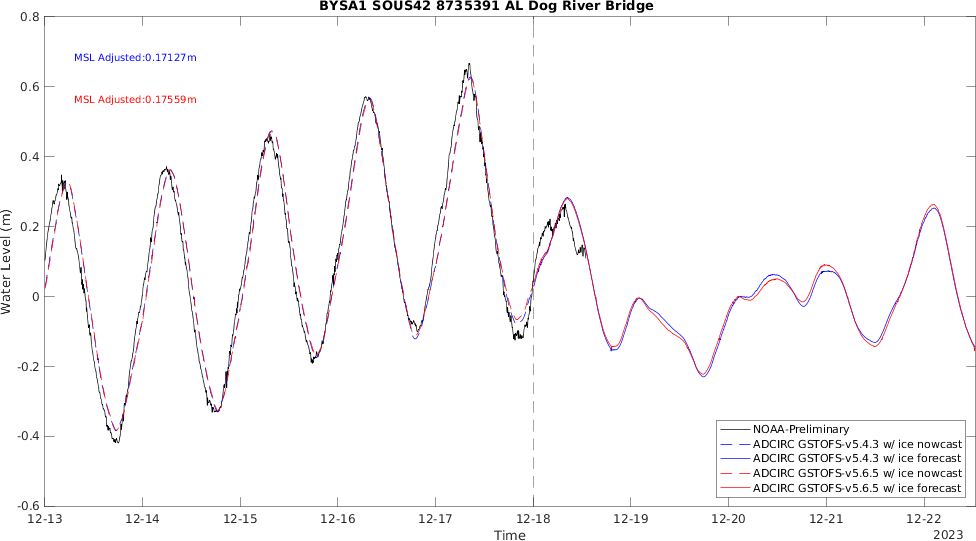 BYSA1 SOUS42 8735391 AL Dog River Bridge
0.8
0.6
0.4
0.2
0
-0.2
-0.4
-0.6
Water Level (m)
MSL Adjusted:0.17127m
MSL Adjusted:0.17559m
NOAA-Preliminary
ADCIRC GSTOFS-v5.4.3 w/ ice nowcast
ADCIRC GSTOFS-v5.4.3 w/ ice forecast
ADCIRC GSTOFS-v5.6.5 w/ ice nowcast
ADCIRC GSTOFS-v5.6.5 w/ ice forecast
12-13 12-14 12-15 12-16 12-17 12-18 12-19 12-20 12-21 12-22
Time
2023